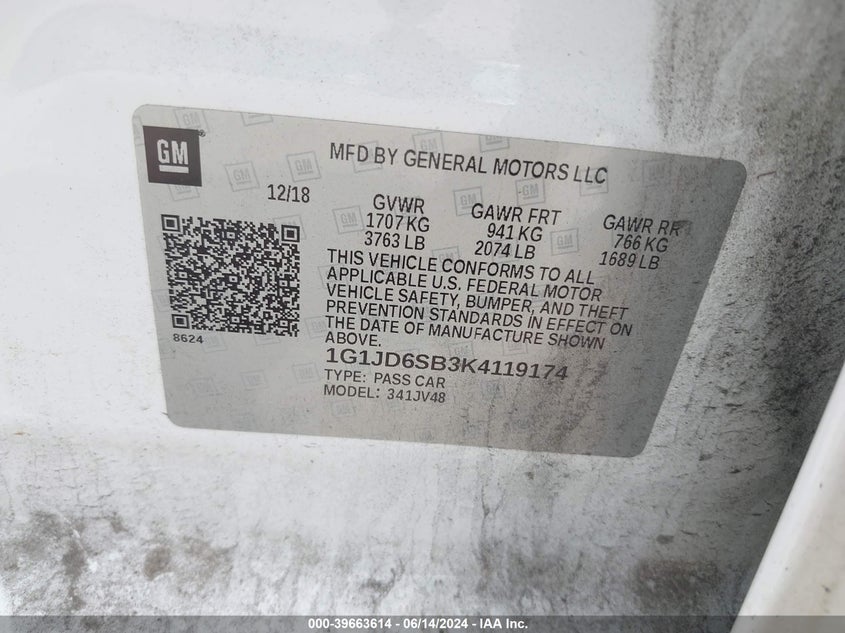 GM
MFD BY GENERAL MOTORS LLC
12/18
GVWR
1707 KG
3763 LB
GAWR FRT
941 KG
2074 LB
GAWR RR
766 KG
1689 LB
THIS VEHICLE CONFORMS TO ALL
APPLICABLE U.S. FEDERAL MOTOR
VEHICLE SAFETY, BUMPER, AND THEFT
PREVENTION STANDARDS IN EFFECT ON
THE DATE OF MANUFACTURE SHOWN
ABOVE.
8624
1G1JD6SB3K4119174
TYPE: PASS CAR
MODEL: 341JV48
000-39663614 - 06/14/2024 - IAA Inc.